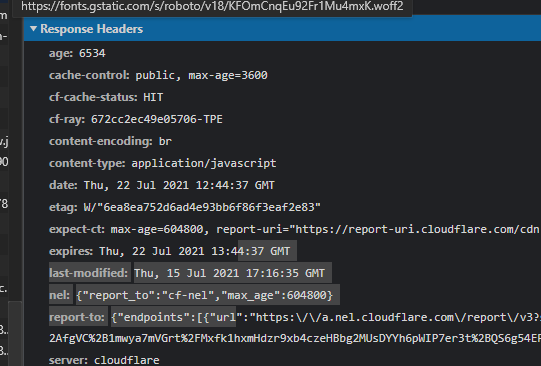 https://fonts.gstatic.com/s/roboto/v18/KFOmCnqEu92Fr1Mu4mxK.woff2
▼ Response Headers
age: 6534
cache-control: public, max-age=3600
cf-cache-status: HIT
cf-ray: 672cc2ec49e05706-TPE
content-encoding: br
content-type: application/javascript
date: Thu, 22 Jul 2021 12:44:37 GMT
etag: W/"6ea8ea752d6ad4e93bb6f86f3eaf2e83"
expect-ct: max-age=604800, report-uri="https://report-uri.cloudflare.com/cdn
expires: Thu, 22 Jul 2021 13:44:37 GMT
last-modified: Thu, 15 Jul 2021 17:16:35 GMT
nel: {"report_to":"cf-nel","max_age":604800}
report-to: {"endpoints":[{"url":"https:\/\/a.nel.cloudflare.com\/report\/v3?s
2AfgVC%2B1mwya7mVGrt%2FMxfk1hxmHdzr9xb4czeHBbg2MUsDYYh6pWIP7er3t%2BQS6g54EF
server: cloudflare